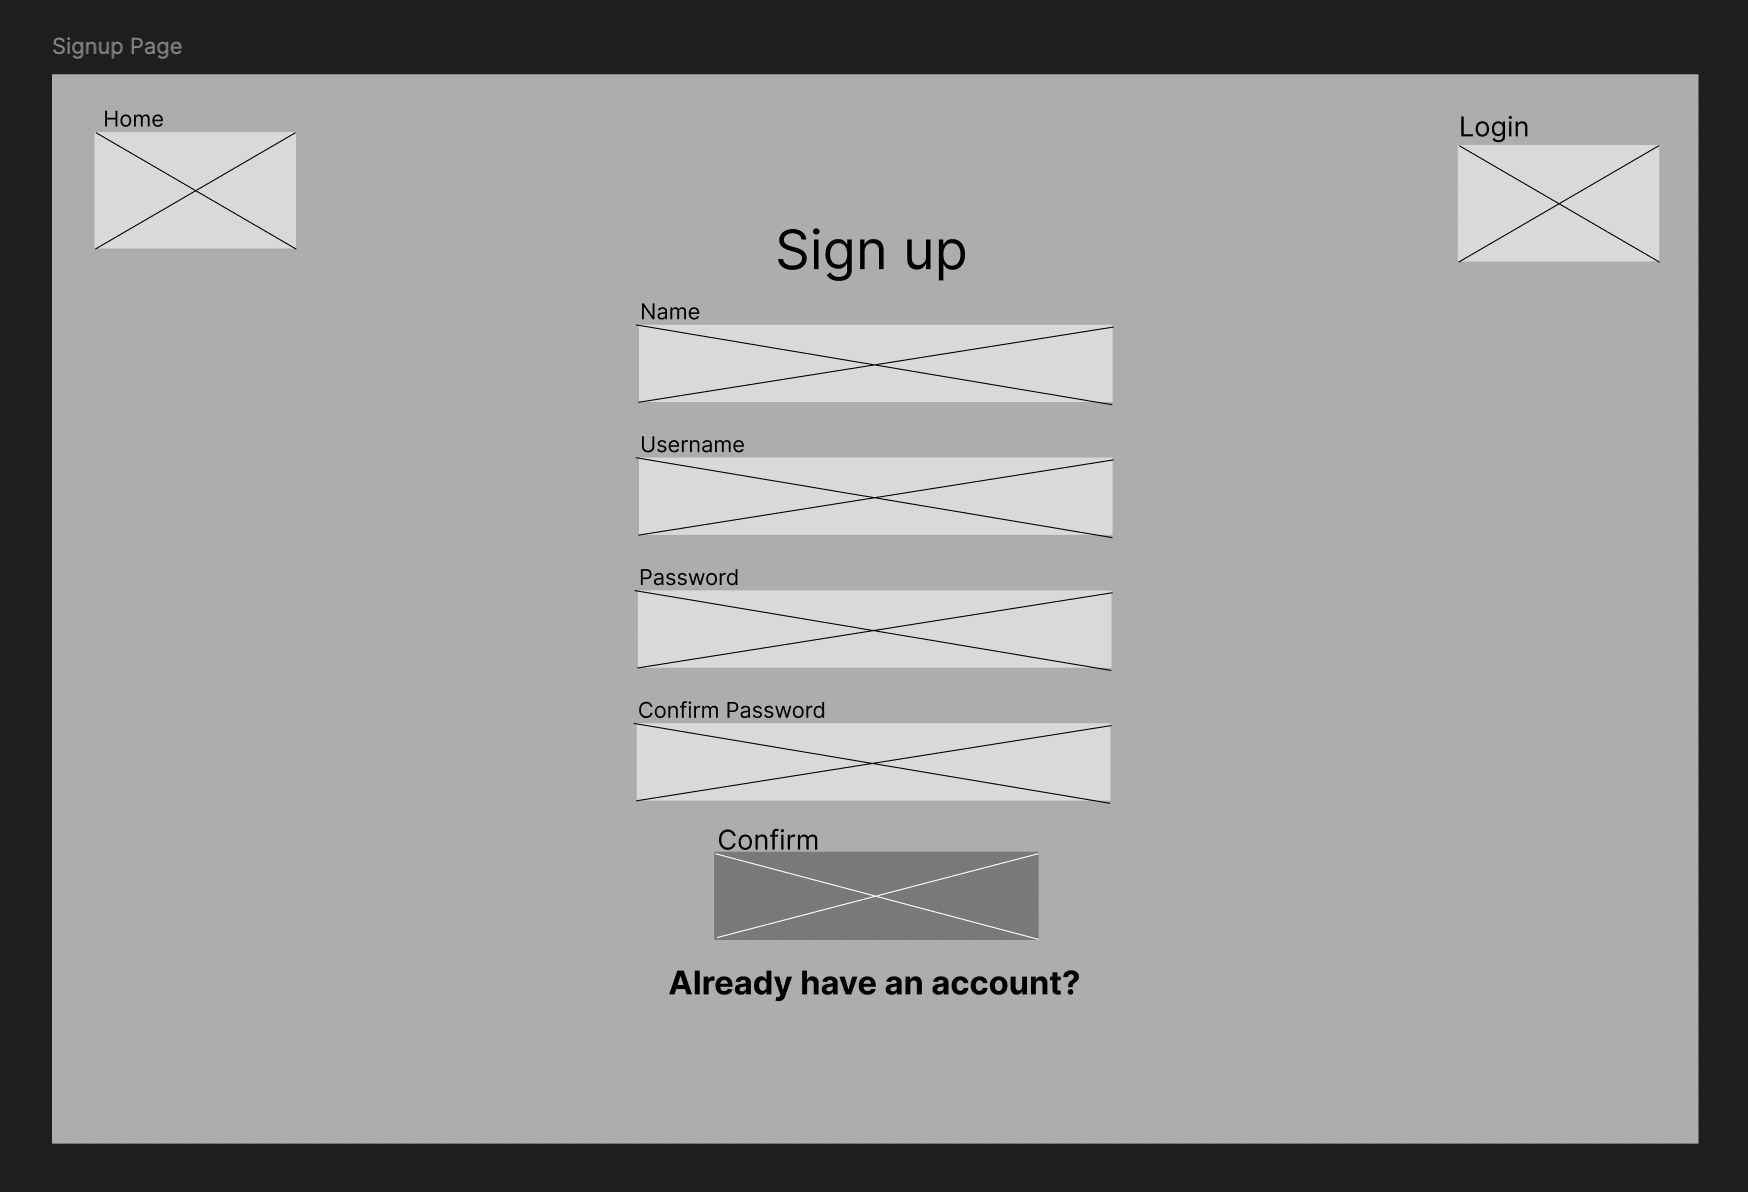 Signup Page
Home
Login
Sign up
Name
Username
Password
Confirm Password
Confirm
Already have an account?